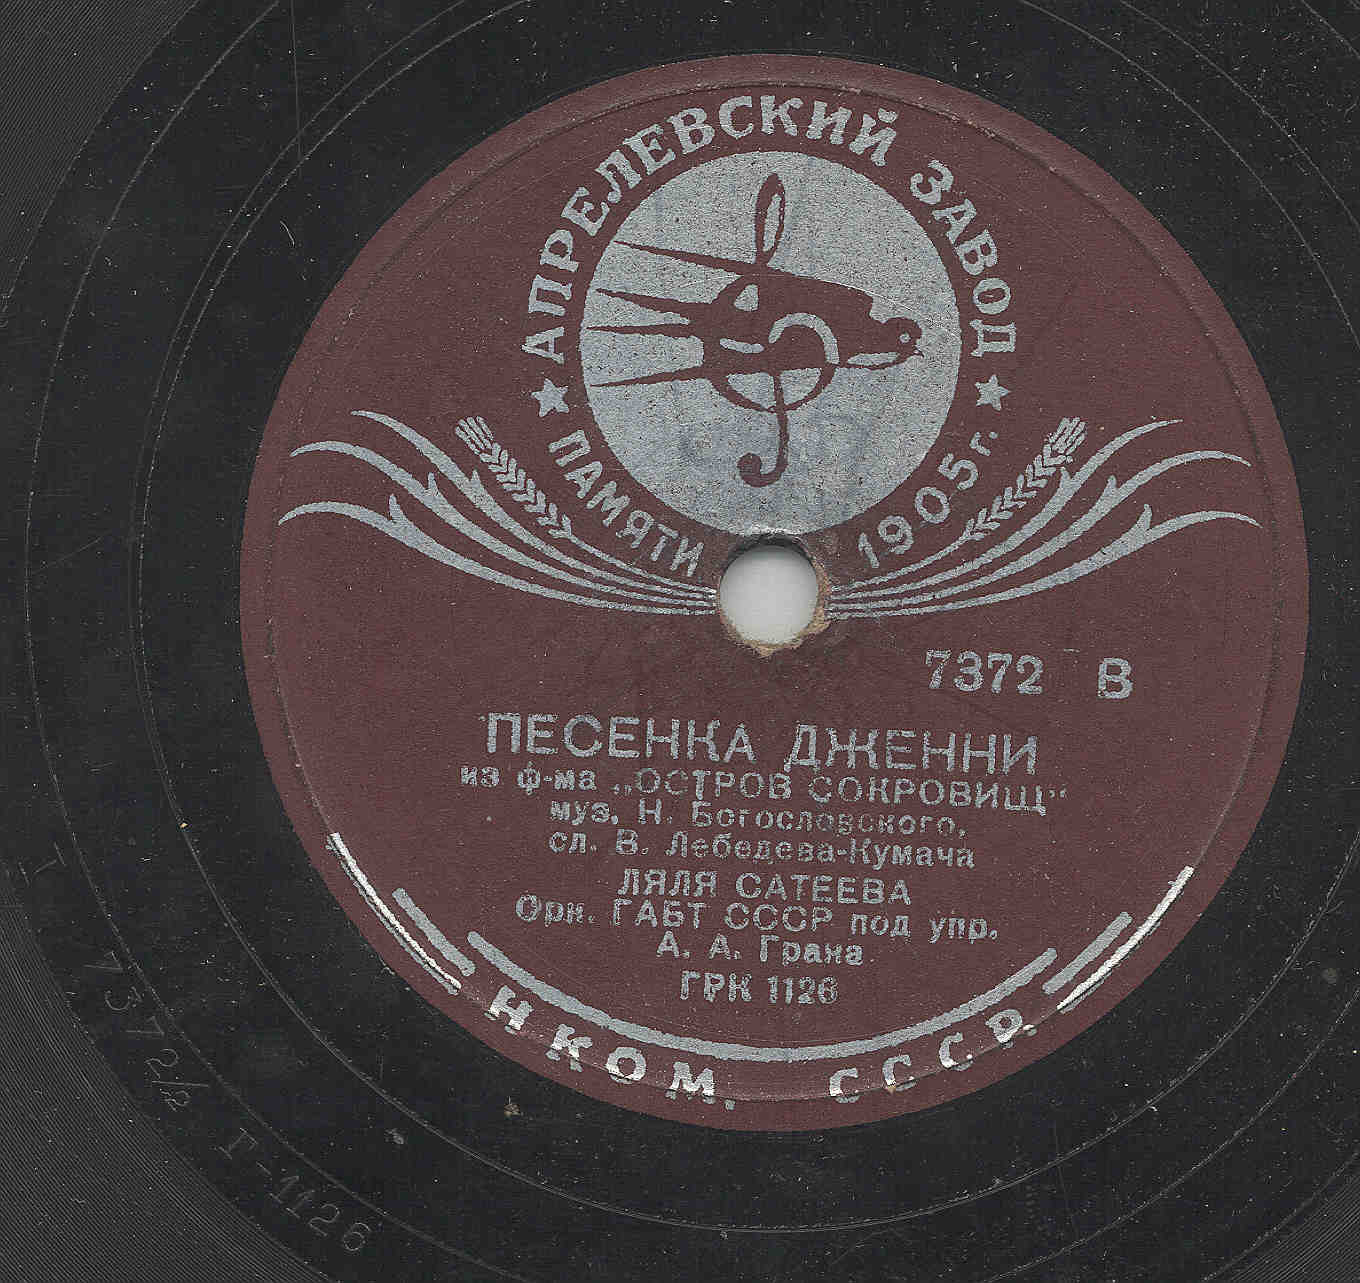 АПРЕЛЕВСКИЙ ЗАВОД
ПАМЯТИ 1905 г.
7372 В
ПЕСЕНКА ДЖЕННИ
из ф-ма „ОСТРОВ СОКРОВИЩ“
муз. Н. Богословского,
сл. В. Лебедева-Кумача
ЛЯЛЯ САТЕЕВА
Орк. ГАБТ СССР под упр.
А. А. Грана
ГРК 1126
НКОМ. СССР.
7372/2 Г-1126